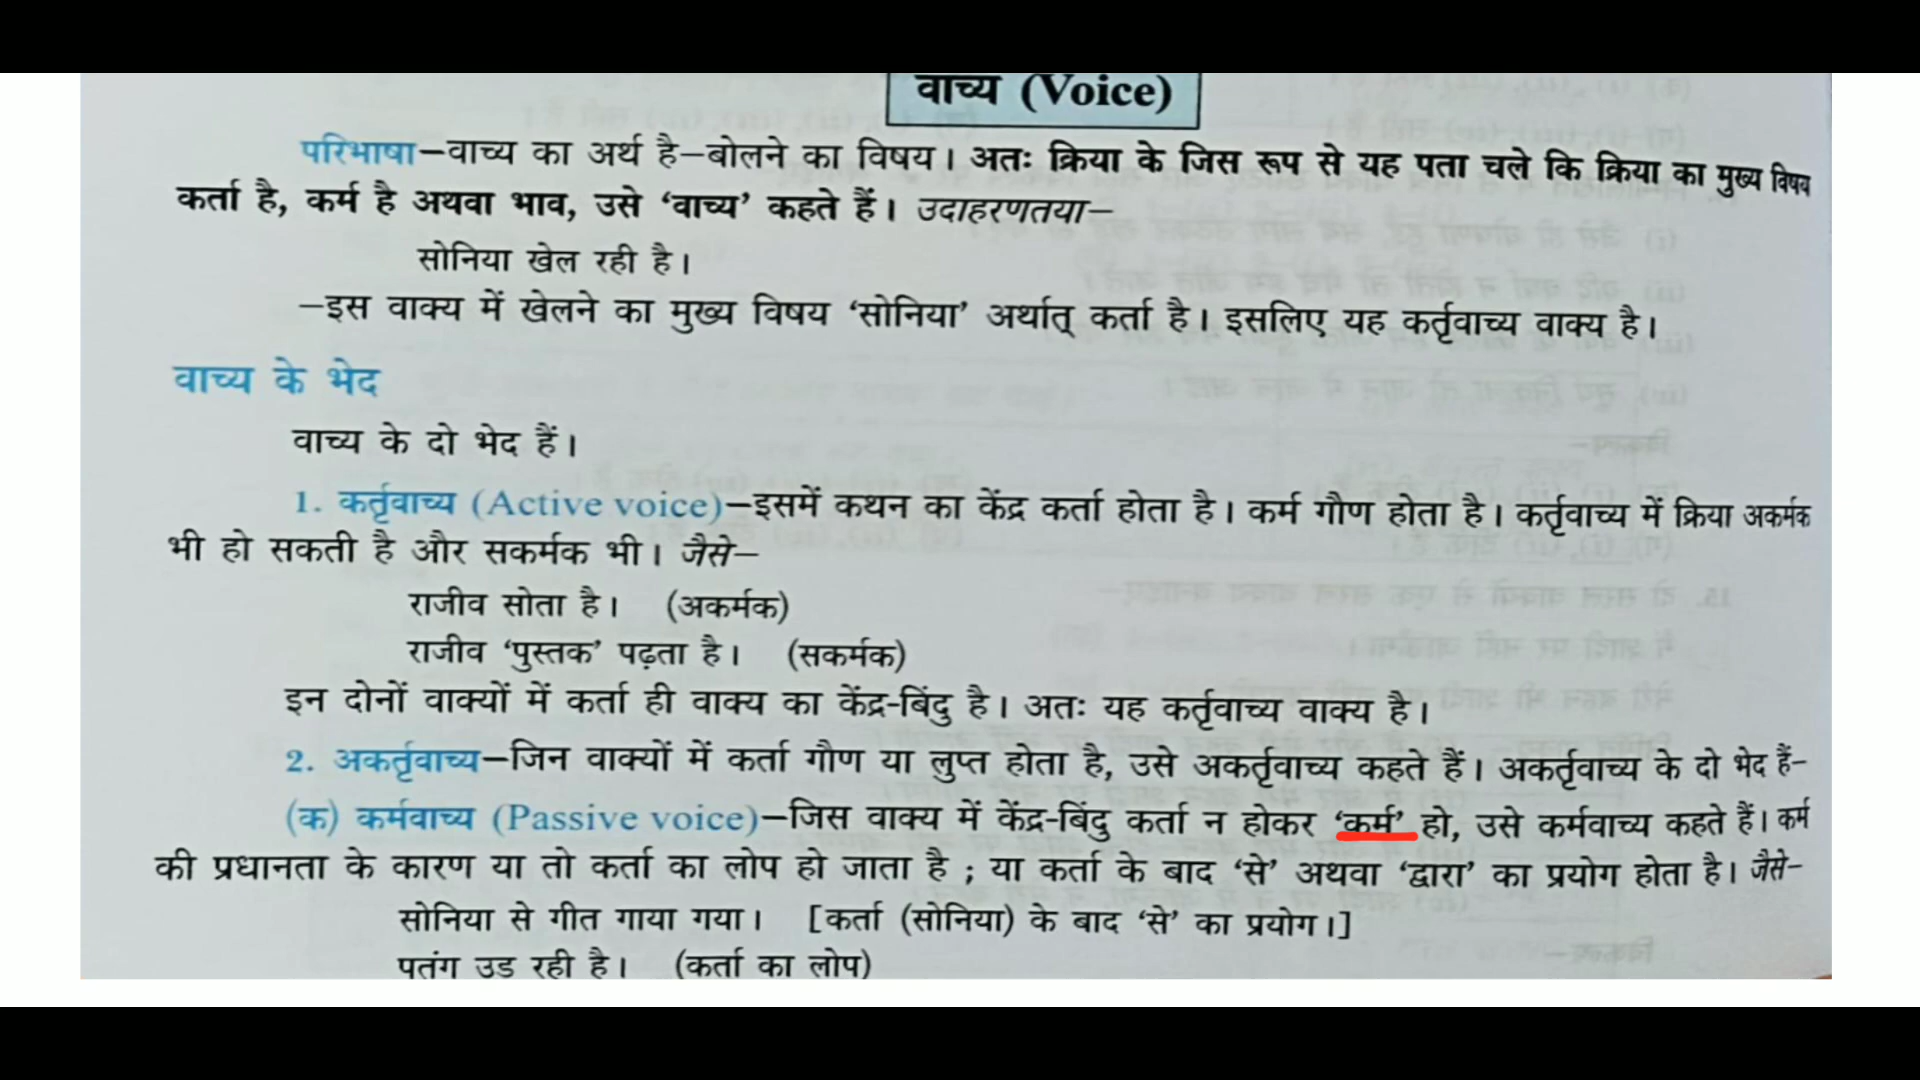 वाच्य (Voice)
परिभाषा–वाच्य का अर्थ है–बोलने का विषय। अतः क्रिया के जिस रूप से यह पता चले कि क्रिया का मुख्य विषय
कर्ता है, कर्म है अथवा भाव, उसे ‘वाच्य’ कहते हैं। उदाहरणतया–
सोनिया खेल रही है।
–इस वाक्य में खेलने का मुख्य विषय ‘सोनिया’ अर्थात् कर्ता है। इसलिए यह कर्तृवाच्य वाक्य है।
वाच्य के भेद
वाच्य के दो भेद हैं।
1. कर्तृवाच्य (Active voice)–इसमें कथन का केंद्र कर्ता होता है। कर्म गौण होता है। कर्तृवाच्य में क्रिया अकर्मक
भी हो सकती है और सकर्मक भी। जैसे–
राजीव सोता है। (अकर्मक)
राजीव ‘पुस्तक’ पढ़ता है। (सकर्मक)
इन दोनों वाक्यों में कर्ता ही वाक्य का केंद्र-बिंदु है। अतः यह कर्तृवाच्य वाक्य है।
2. अकर्तृवाच्य–जिन वाक्यों में कर्ता गौण या लुप्त होता है, उसे अकर्तृवाच्य कहते हैं। अकर्तृवाच्य के दो भेद हैं–
(क) कर्मवाच्य (Passive voice)–जिस वाक्य में केंद्र-बिंदु कर्ता न होकर ‘कर्म’ हो, उसे कर्मवाच्य कहते हैं। कर्म
की प्रधानता के कारण या तो कर्ता का लोप हो जाता है ; या कर्ता के बाद ‘से’ अथवा ‘द्वारा’ का प्रयोग होता है। जैसे–
सोनिया से गीत गाया गया। [कर्ता (सोनिया) के बाद ‘से’ का प्रयोग।]
पतंग उड़ रही है। (कर्ता का लोप)